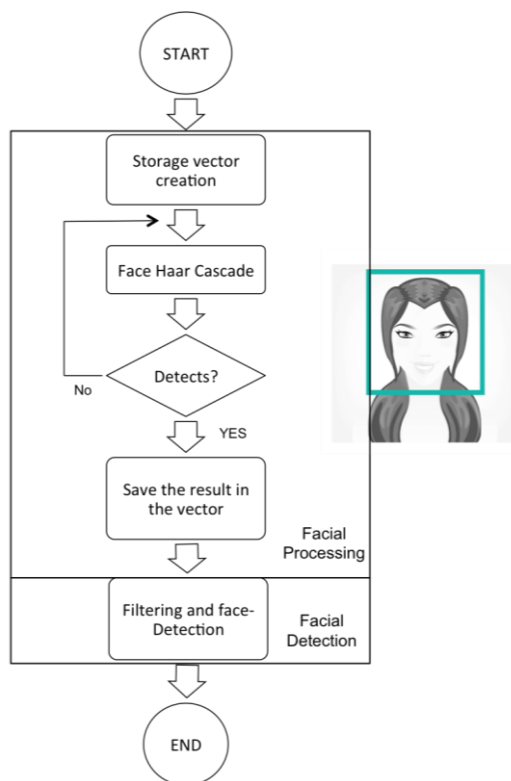 START
Storage vector
creation
Face Haar Cascade
Detects?
No
YES
Save the result in
the vector
Facial
Processing
Filtering and face-
Detection
Facial
Detection
END